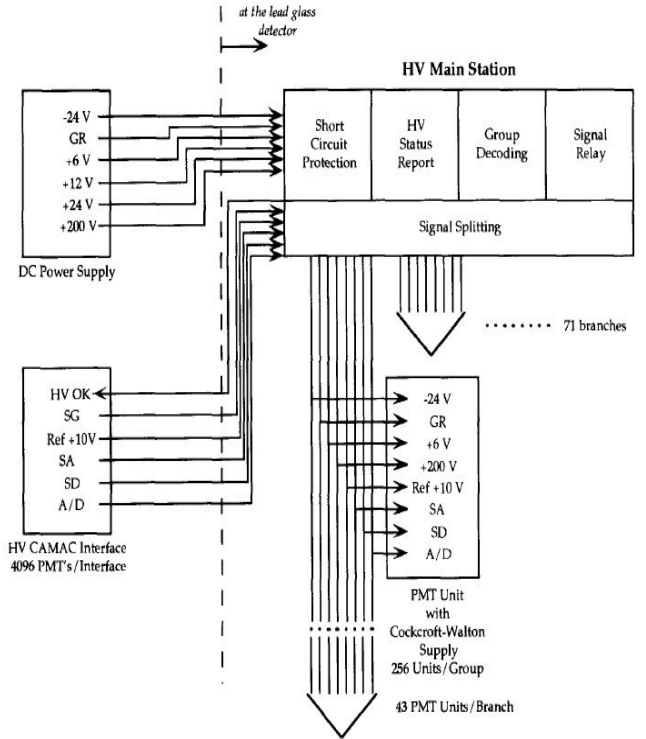 at the lead glass
detector
HV Main Station
-24 V
GR
+6 V
+12 V
+24 V
+200 V
DC Power Supply
Short
Circuit
Protection
HV
Status
Report
Group
Decoding
Signal
Relay
Signal Splitting
71 branches
HV OK
SG
Ref +10V
SA
SD
A/D
HV CAMAC Interface
4096 PMT's/Interface
-24 V
GR
+6 V
+200 V
Ref +10 V
SA
SD
A/D
PMT Unit
with
Cockcroft-Walton
Supply
256 Units/Group
43 PMT Units/Branch